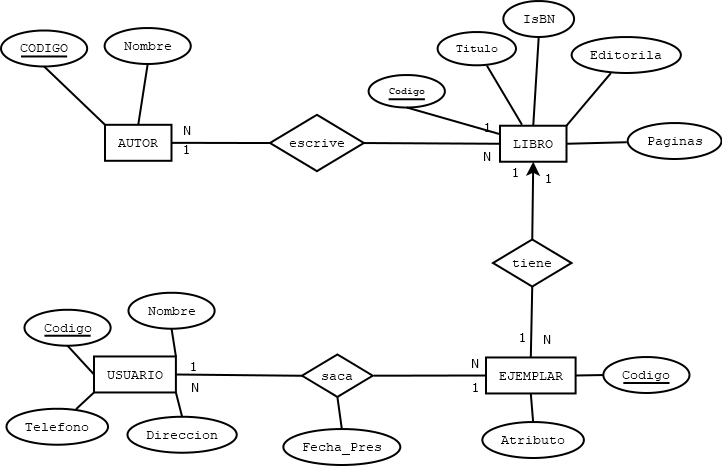 IsBN
CODIGO
Nombre
Titulo
Editorila
Codigo
N
1
AUTOR
escrive
1
LIBRO
Paginas
1
N
1
1
tiene
Nombre
Codigo
1
N
USUARIO
1
N
saca
N
1
EJEMPLAR
Codigo
Telefono
Direccion
Fecha_Pres
Atributo